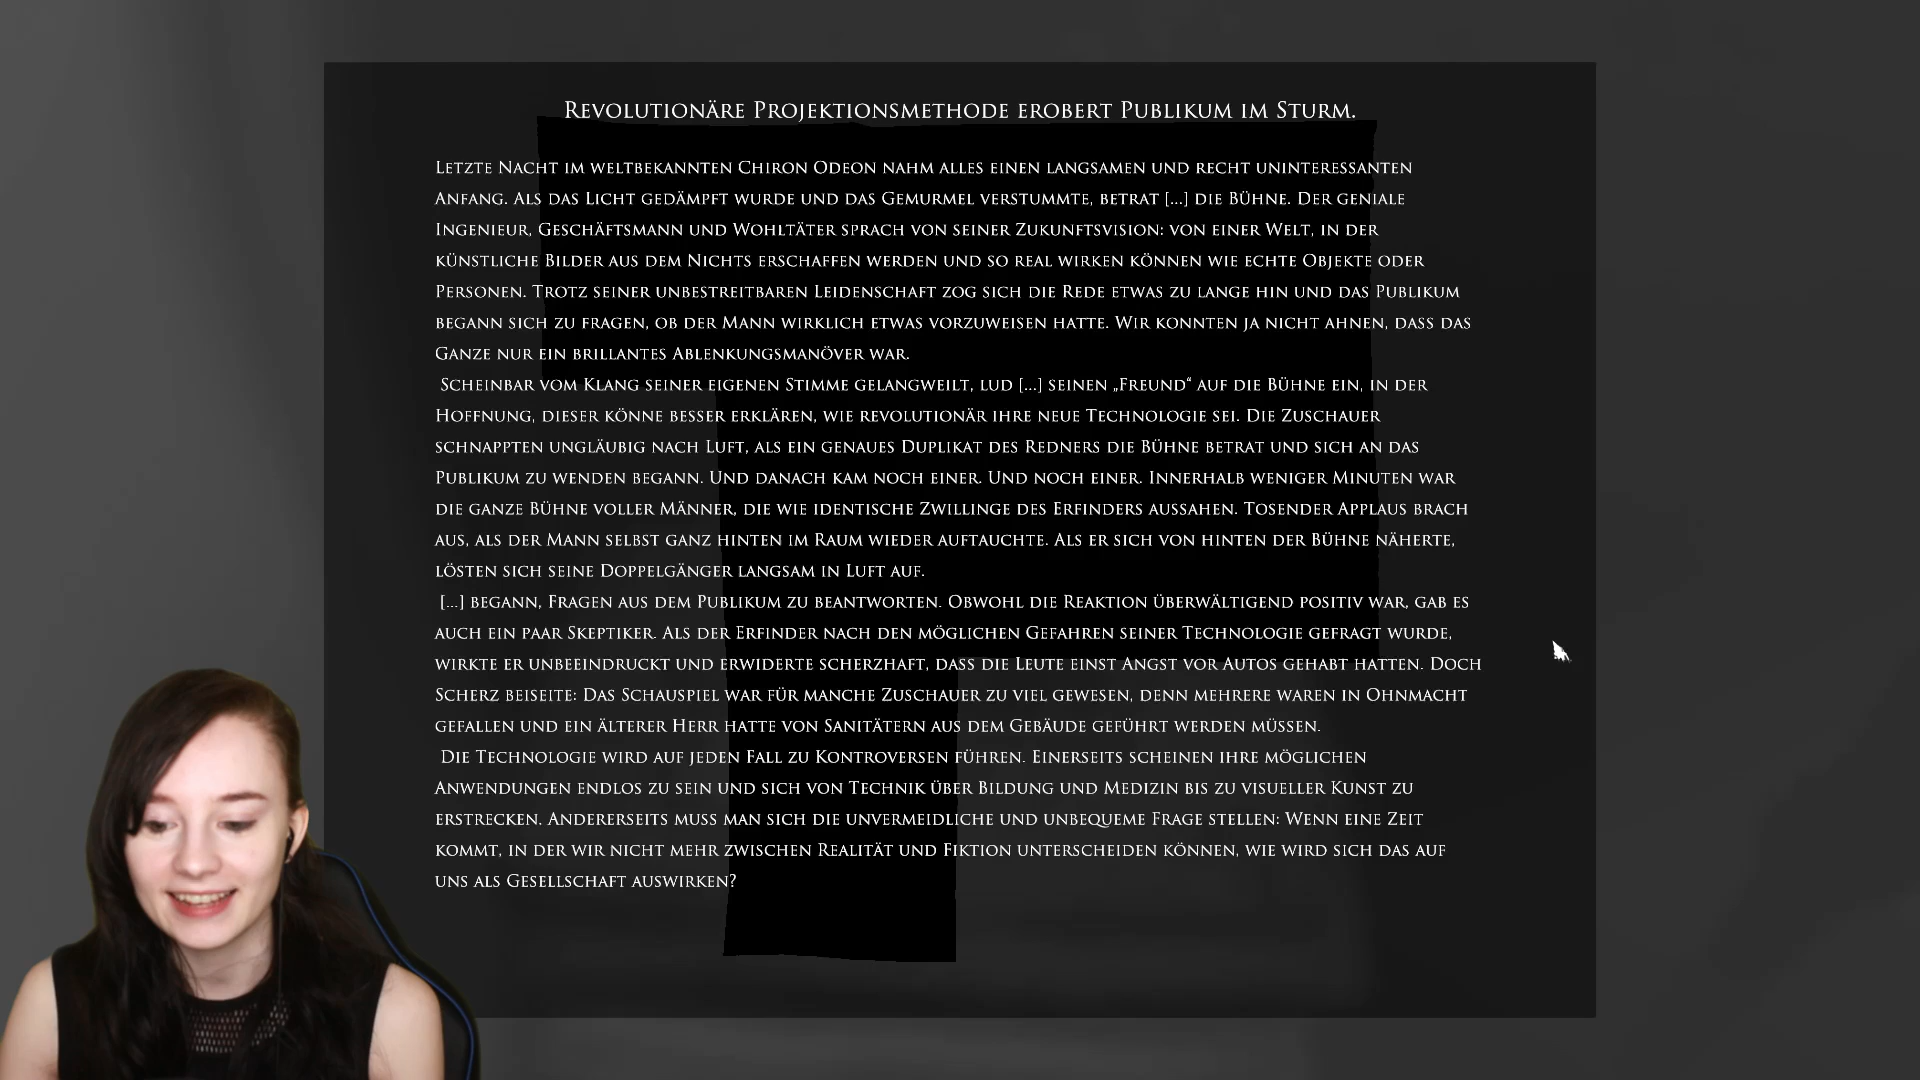 Revolutionäre Projektionsmethode erobert Publikum im Sturm.
Letzte Nacht im weltbekannten Chiron Odeon nahm alles einen langsamen und recht uninteressanten
Anfang. Als das Licht gedämpft wurde und das Gemurmel verstummte, betrat [...] die Bühne. Der geniale
Ingenieur, Geschäftsmann und Wohltäter sprach von seiner Zukunftsvision: von einer Welt, in der
künstliche Bilder aus dem Nichts erschaffen werden und so real wirken können wie echte Objekte oder
Personen. Trotz seiner unbestreitbaren Leidenschaft zog sich die Rede etwas zu lange hin und das Publikum
begann sich zu fragen, ob der Mann wirklich etwas vorzuweisen hatte. Wir konnten ja nicht ahnen, dass das
Ganze nur ein brillantes Ablenkungsmanöver war.
Scheinbar vom Klang seiner eigenen Stimme gelangweilt, lud [...] seinen „Freund“ auf die Bühne ein, in der
Hoffnung, dieser könne besser erklären, wie revolutionär ihre neue Technologie sei. Die Zuschauer
schnappten ungläubig nach Luft, als ein genaues Duplikat des Redners die Bühne betrat und sich an das
Publikum zu wenden begann. Und danach kam noch einer. Und noch einer. Innerhalb weniger Minuten war
die ganze Bühne voller Männer, die wie identische Zwillinge des Erfinders aussahen. Tosender Applaus brach
aus, als der Mann selbst ganz hinten im Raum wieder auftauchte. Als er sich von hinten der Bühne näherte,
lösten sich seine Doppelgänger langsam in Luft auf.
[...] begann, Fragen aus dem Publikum zu beantworten. Obwohl die Reaktion überwältigend positiv war, gab es
auch ein paar Skeptiker. Als der Erfinder nach den möglichen Gefahren seiner Technologie gefragt wurde,
wirkte er unbeeindruckt und erwiderte scherzhaft, dass die Leute einst Angst vor Autos gehabt hatten. Doch
Scherz beiseite: Das Schauspiel war für manche Zuschauer zu viel gewesen, denn mehrere waren in Ohnmacht
gefallen und ein älterer Herr hatte von Sanitätern aus dem Gebäude geführt werden müssen.
Die Technologie wird auf jeden Fall zu Kontroversen führen. Einerseits scheinen ihre möglichen
Anwendungen endlos zu sein und sich von Technik über Bildung und Medizin bis zu visueller Kunst zu
erstrecken. Andererseits muss man sich die unvermeidliche und unbequeme Frage stellen: Wenn eine Zeit
kommt, in der wir nicht mehr zwischen Realität und Fiktion unterscheiden können, wie wird sich das auf
uns als Gesellschaft auswirken?